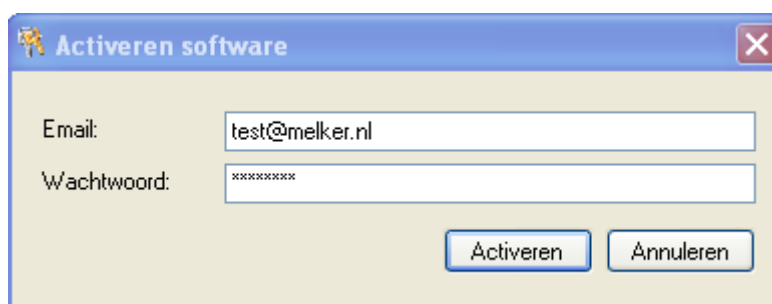 Activeren software
Email: test@melker.nl
Wachtwoord: ********
Activeren Annuleren